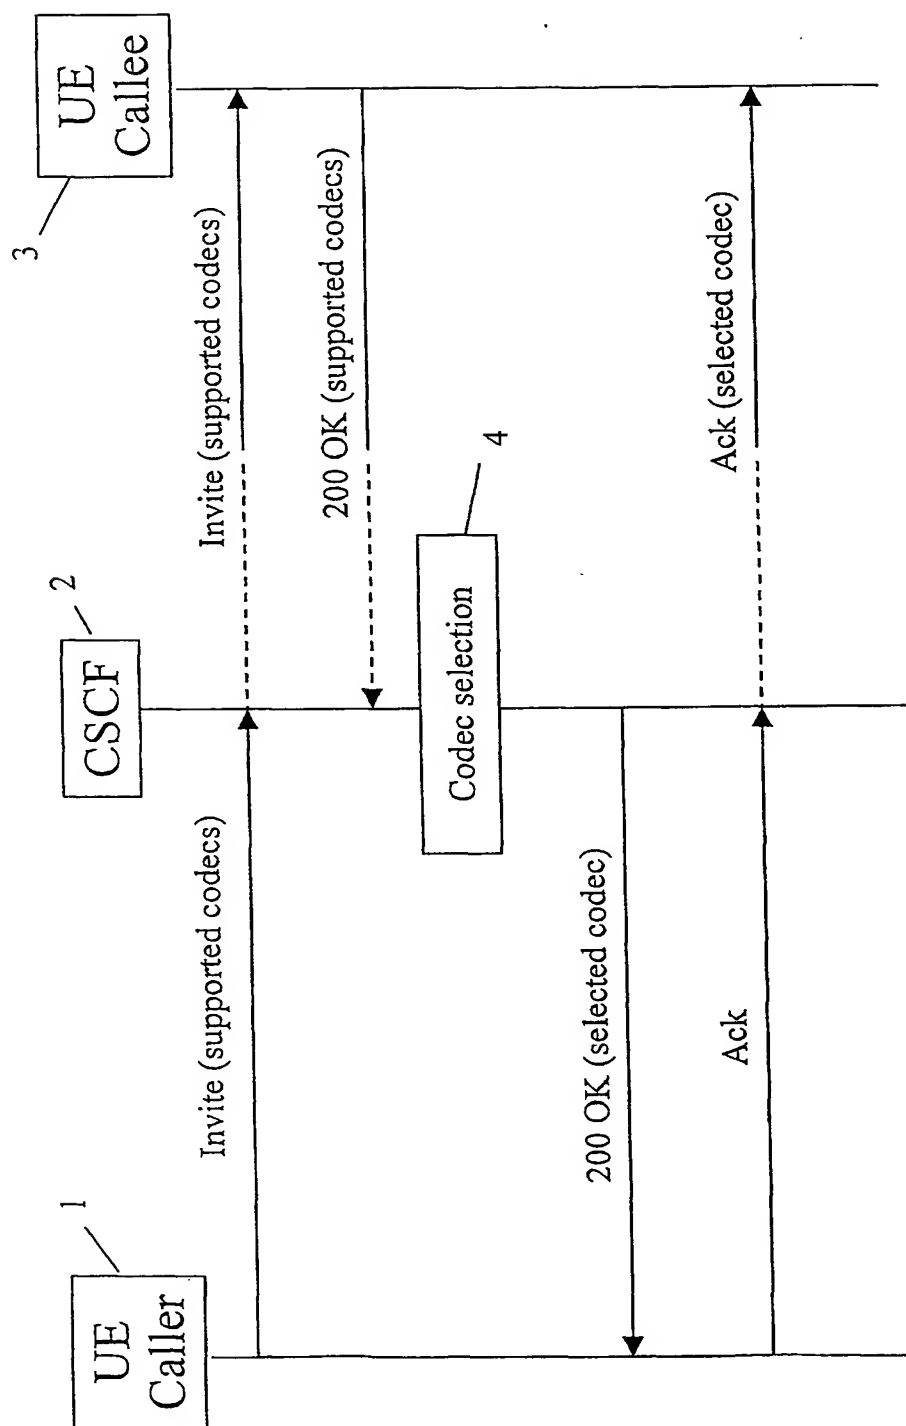 UE
Caller
1
CSCF
2
UE
Callee
3
Invite (supported codecs)
Invite (supported codecs)
200 OK (supported codecs)
Codec selection
4
200 OK (selected codec)
Ack
Ack (selected codec)